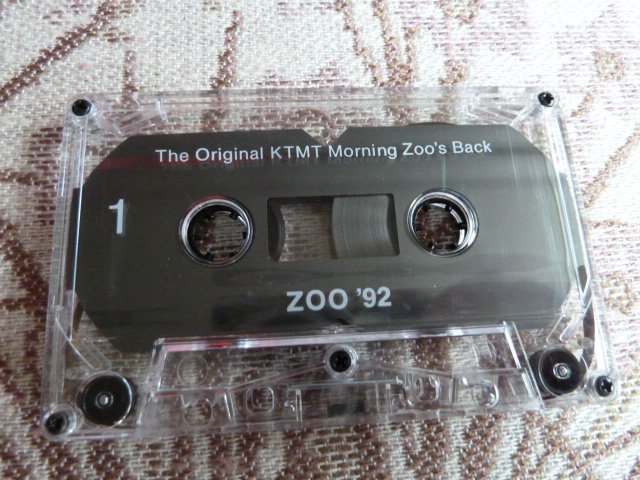 The Original KTMT Morning Zoo's Back
1
ZOO '92